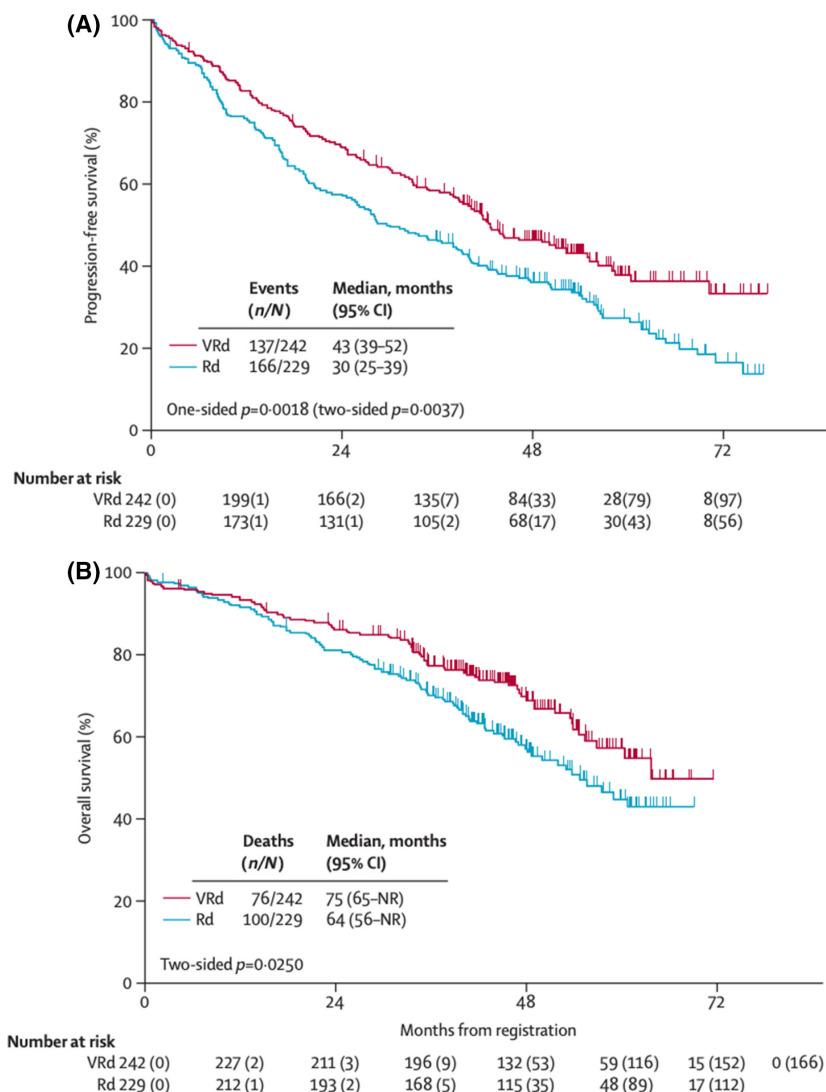 (A)
100
80
60
40
20
0
Progression-free survival (%)
Events Median, months
(n/N) (95% CI)
VRd 137/242 43 (39–52)
Rd 166/229 30 (25–39)
One-sided p=0·0018 (two-sided p=0·0037)
0 24 48 72
Number at risk
VRd 242 (0) 199(1) 166(2) 135(7) 84(33) 28(79) 8(97)
Rd 229 (0) 173(1) 131(1) 105(2) 68(17) 30(43) 8(56)
(B)
100
80
60
40
20
0
Overall survival (%)
Deaths Median, months
(n/N) (95% CI)
VRd 76/242 75 (65–NR)
Rd 100/229 64 (56–NR)
Two-sided p=0·0250
0 24 48 72
Months from registration
Number at risk
VRd 242 (0) 227 (2) 211 (3) 196 (9) 132 (53) 59 (116) 15 (152) 0 (166)
Rd 229 (0) 212 (1) 193 (2) 168 (5) 115 (35) 48 (89) 17 (112)